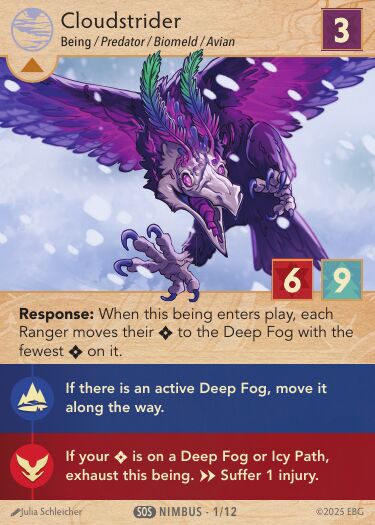 Cloudstrider
Being / Predator / Biomeld / Avian
3
6
9
Response: When this being enters play, each
Ranger moves their to the Deep Fog with the
fewest on it.
If there is an active Deep Fog, move it
along the way.
If your is on a Deep Fog or Icy Path,
exhaust this being. Suffer 1 injury.
Julia Schleicher
SOS NIMBUS - 1/12
©2025 EBG